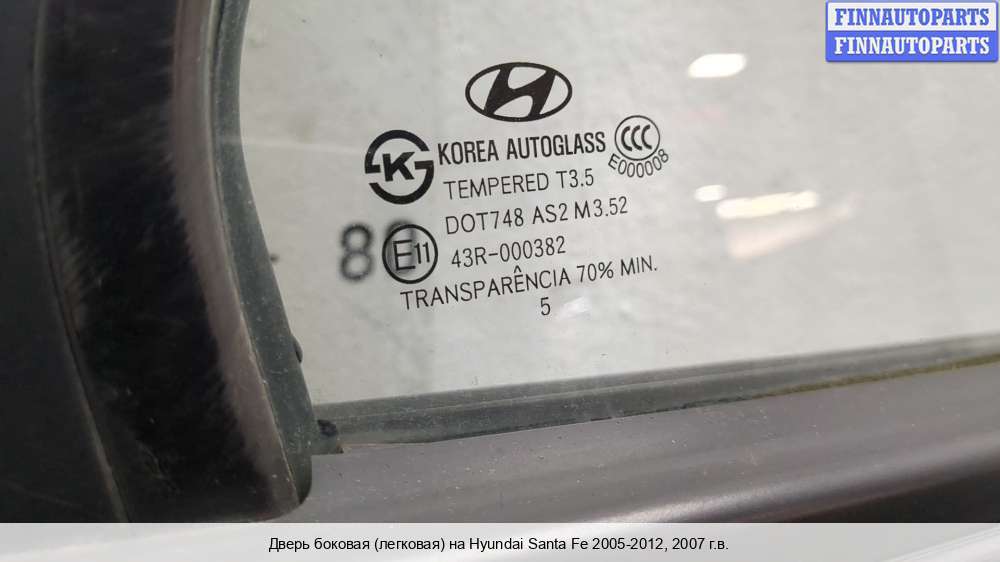 FINNAUTOPARTS
FINNAUTOPARTS
KOREA AUTOGLASS
CCC
E000008
K
TEMPERED T3.5
DOT748 AS2 M3.52
8
E11
43R-000382
TRANSPARÊNCIA 70% MIN.
5
Дверь боковая (легковая) на Hyundai Santa Fe 2005-2012, 2007 г.в.